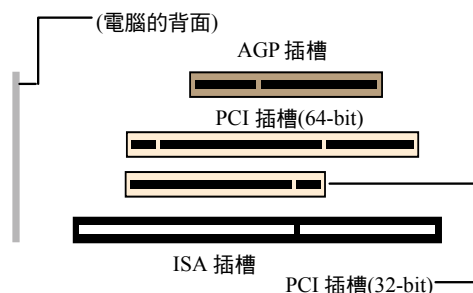 (電腦的背面)
AGP 插槽
PCI 插槽(64-bit)
ISA 插槽
PCI 插槽(32-bit)